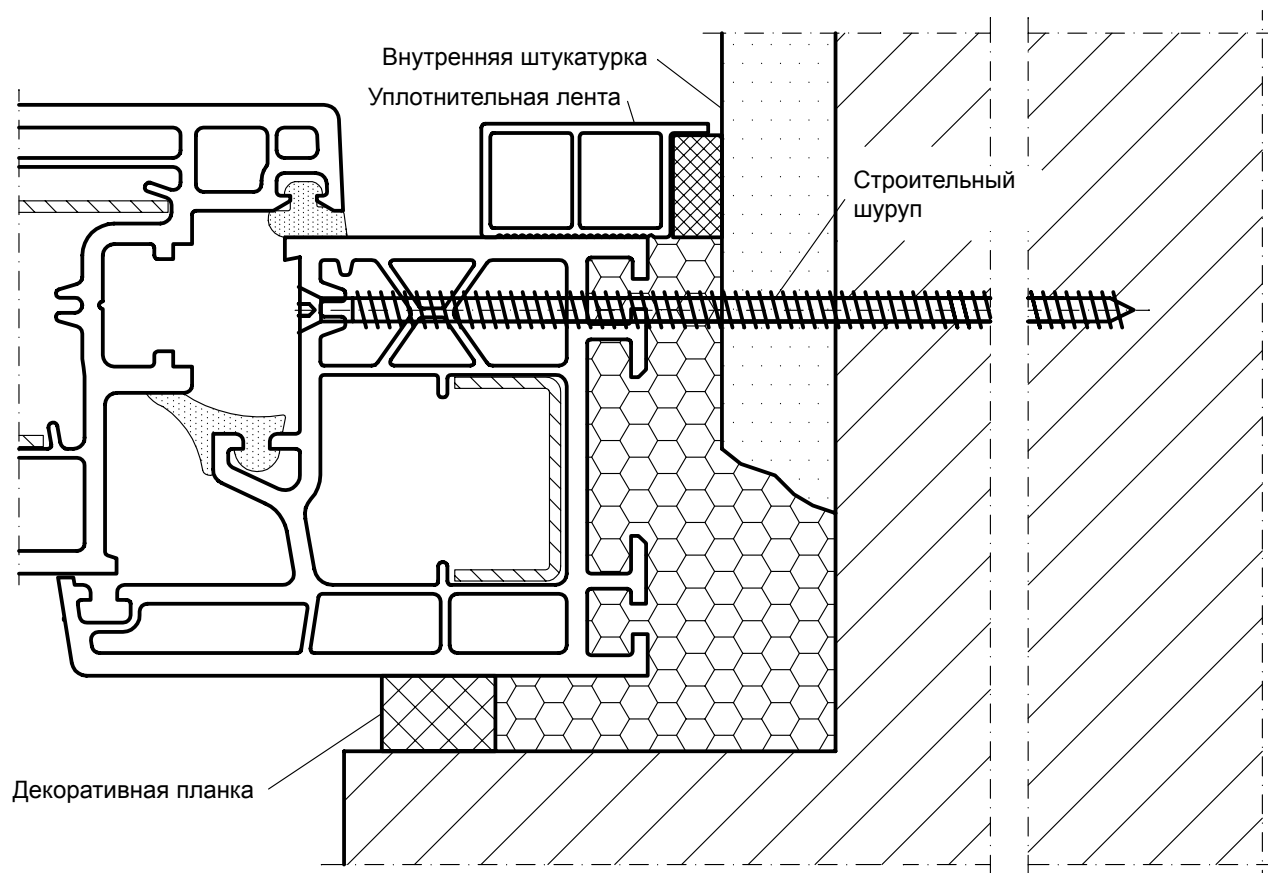 Внутренняя штукатурка
Уплотнительная лента
Строительный
шуруп
Декоративная планка